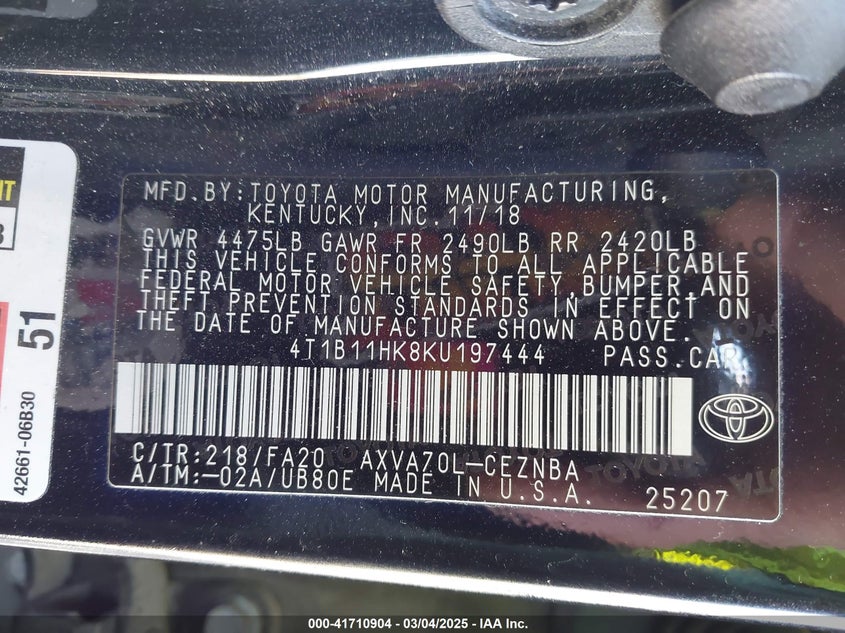 MFD.BY:TOYOTA MOTOR MANUFACTURING,
KENTUCKY,INC.11/18
GVWR 4475LB GAWR FR 2490LB RR 2420LB
THIS VEHICLE CONFORMS TO ALL APPLICABLE
FEDERAL MOTOR VEHICLE SAFETY,BUMPER,AND
THEFT PREVENTION STANDARDS IN EFFECT ON
THE DATE OF MANUFACTURE SHOWN ABOVE.
4T1B11HK8KU197444 PASS.CAR
C/TR:218/FA20 AXVA70L-CEZNBA
A/TM:-02A/UB80E MADE IN U.S.A. 25207
51
42661-06B30
000-41710904 | 03/04/2025 - IAA Inc.